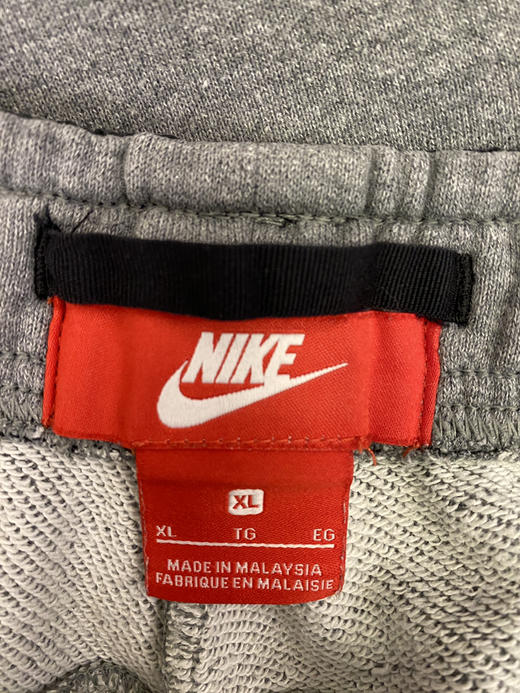 NIKE
XL
XL TG EG
MADE IN MALAYSIA
FABRIQUE EN MALAISIE